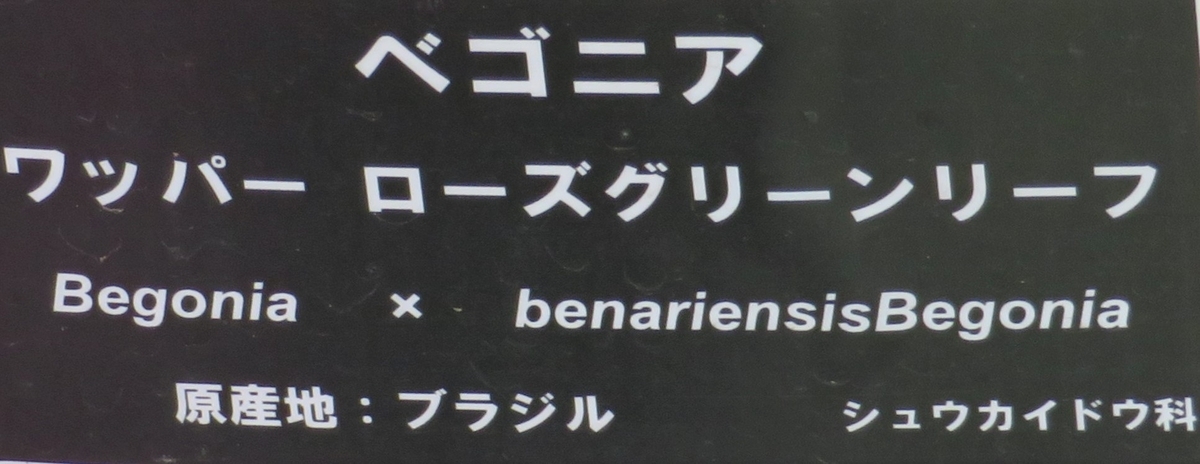 ベゴニア
ワッパー ローズグリーンリーフ
Begonia × benariensisBegonia
原産地：ブラジル シュウカイドウ科